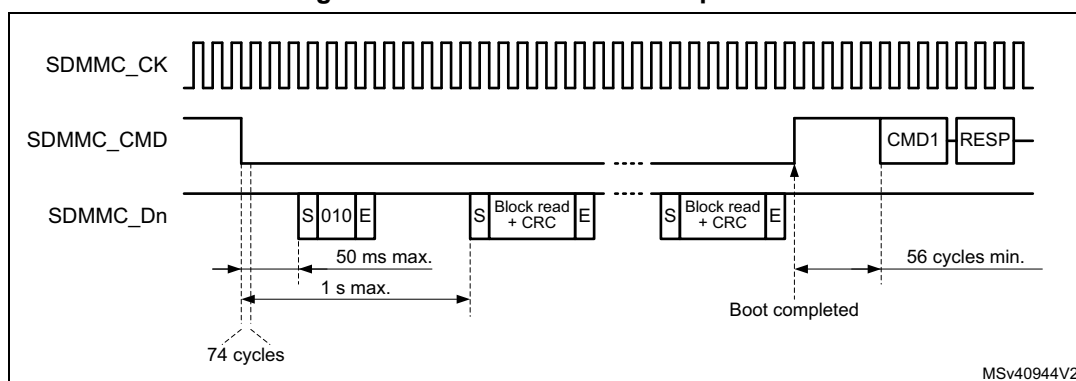 SDMMC_CK
SDMMC_CMD
CMD1 RESP
SDMMC_Dn
S 010 E
S Block read + CRC E
S Block read + CRC E
50 ms max.
56 cycles min.
1 s max.
Boot completed
74 cycles
MSv40944V2